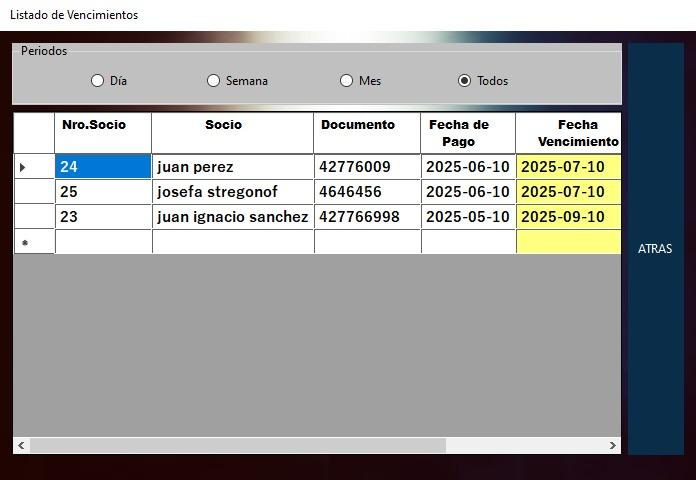 Listado de Vencimientos
Periodos
Día Semana Mes Todos
Nro.Socio Socio Documento Fecha de Pago Fecha Vencimiento
24 juan perez 42776009 2025-06-10 2025-07-10
25 josefa stregonof 4646456 2025-06-10 2025-07-10
23 juan ignacio sanchez 427766998 2025-05-10 2025-09-10
ATRAS